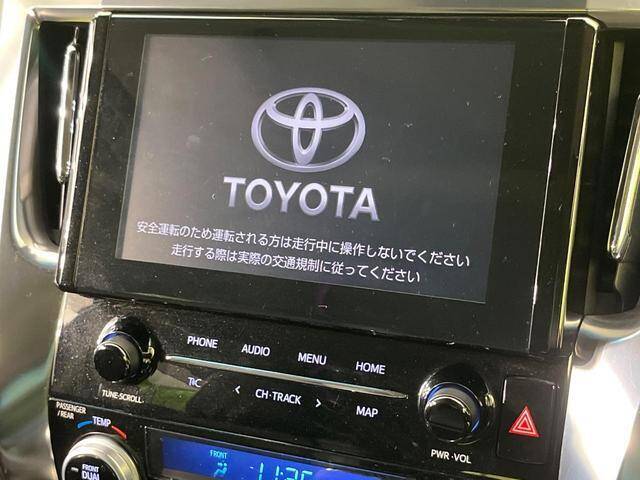 TOYOTA
安全運転のため運転される方は走行中に操作しないでください
走行する際は実際の交通規制に従ってください
PHONE AUDIO MENU HOME
TUNE·SCROLL
T&C < CH·TRACK > MAP
PWR·VOL
PASSENGER
/REAR
TEMP
FRONT
DUAL
FRONT